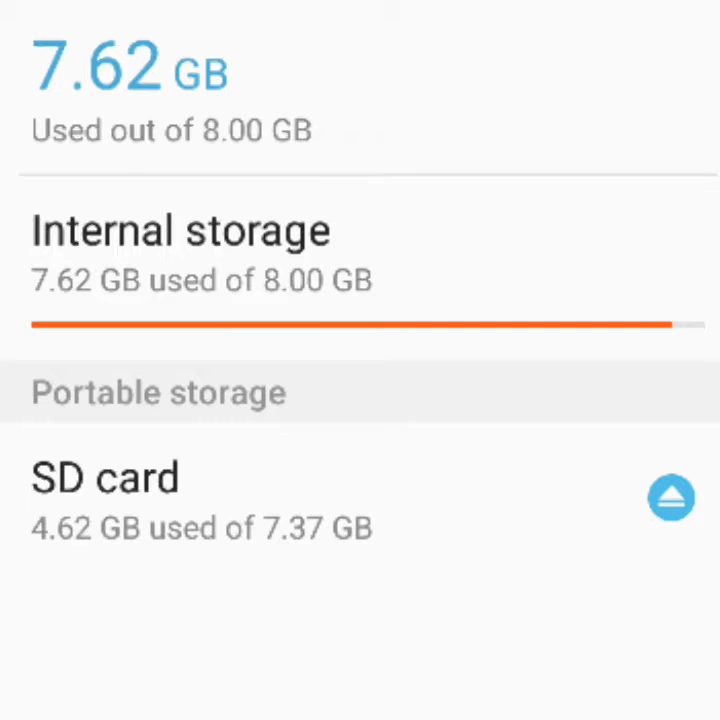 7.62 GB
Used out of 8.00 GB
Internal storage
7.62 GB used of 8.00 GB
Portable storage
SD card
4.62 GB used of 7.37 GB